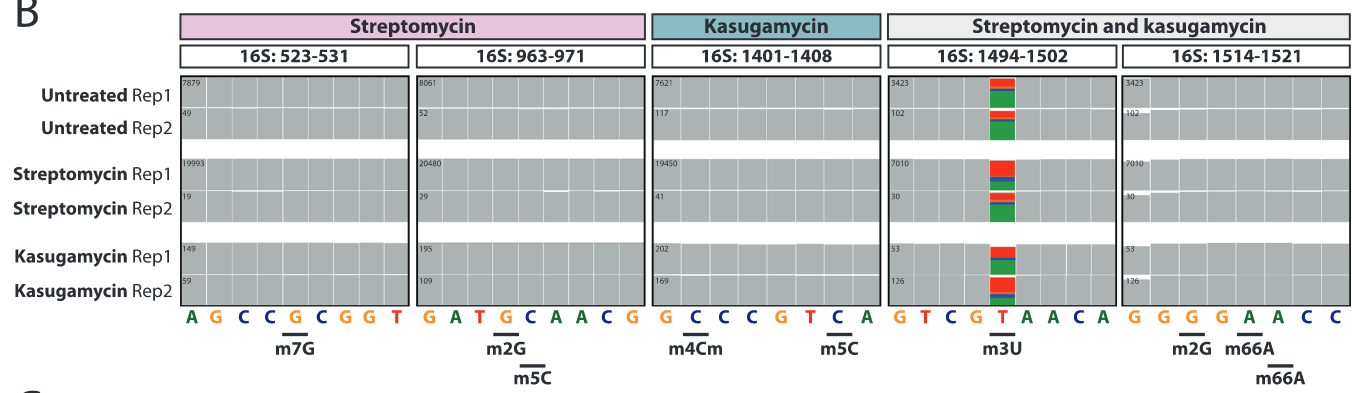 B
Streptomycin Kasugamycin Streptomycin and kasugamycin
16S: 523-531 16S: 963-971 16S: 1401-1408 16S: 1494-1502 16S: 1514-1521
Untreated Rep1 7879 8061 7621 3423 3423
Untreated Rep2 49 52 117 102 102
Streptomycin Rep1 19993 20480 19450 7010 7010
Streptomycin Rep2 19 29 41 30 30
Kasugamycin Rep1 149 195 202 53 53
Kasugamycin Rep2 59 109 169 126 126
A G C C G C G G T G A T G C A A C G G C C C G T C A G T C G T A A C A G G G G A A C C
m7G m2G m4Cm m5C m3U m2G m66A
m5C m66A